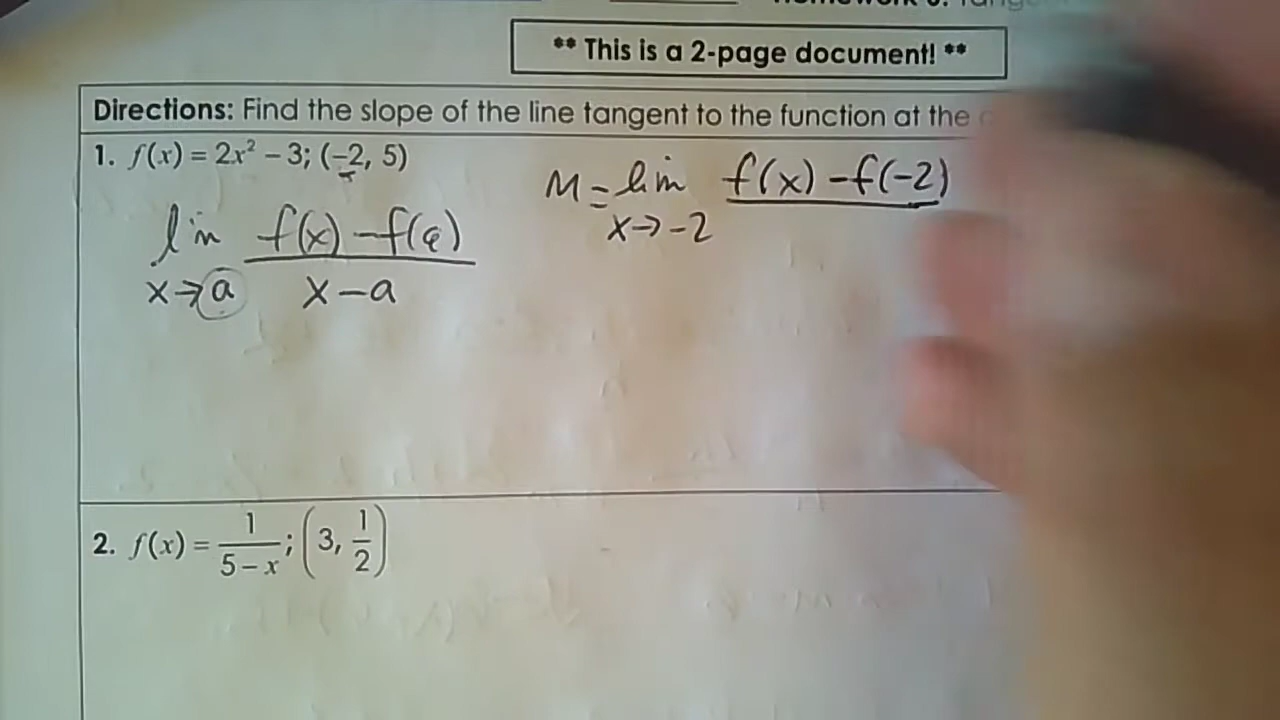 ** This is a 2-page document! **
Directions: Find the slope of the line tangent to the function at the
1. f(x) = 2x² – 3; (–2, 5)
M = lim f(x) – f(–2)
x → –2
lim f(x) – f(a)
x → a x – a
2. f(x) = 1/(5 – x); (3, 1/2)